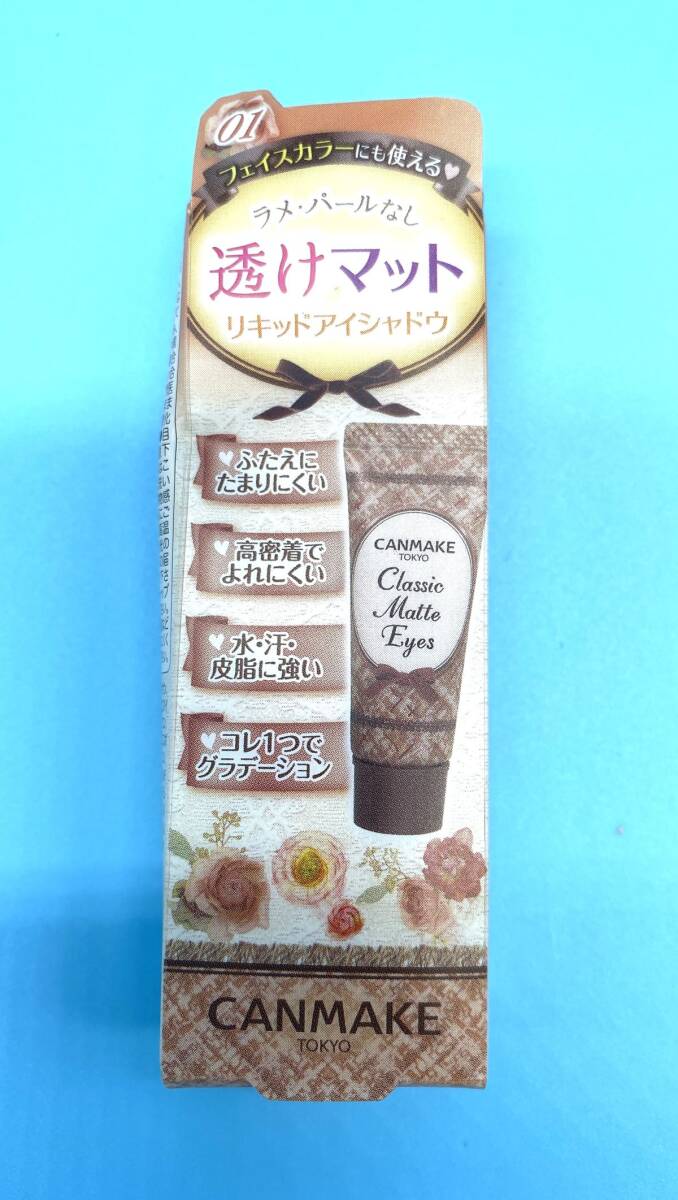 01
フェイスカラーにも使える
ラメ・パールなし
透けマット
リキッドアイシャドウ
ふたえに
たまりにくい
高密着で
よれにくい
水・汗・
皮脂に強い
コレ1つで
グラデーション
CANMAKE
TOKYO
Classic
Matte
Eyes
CANMAKE
TOKYO